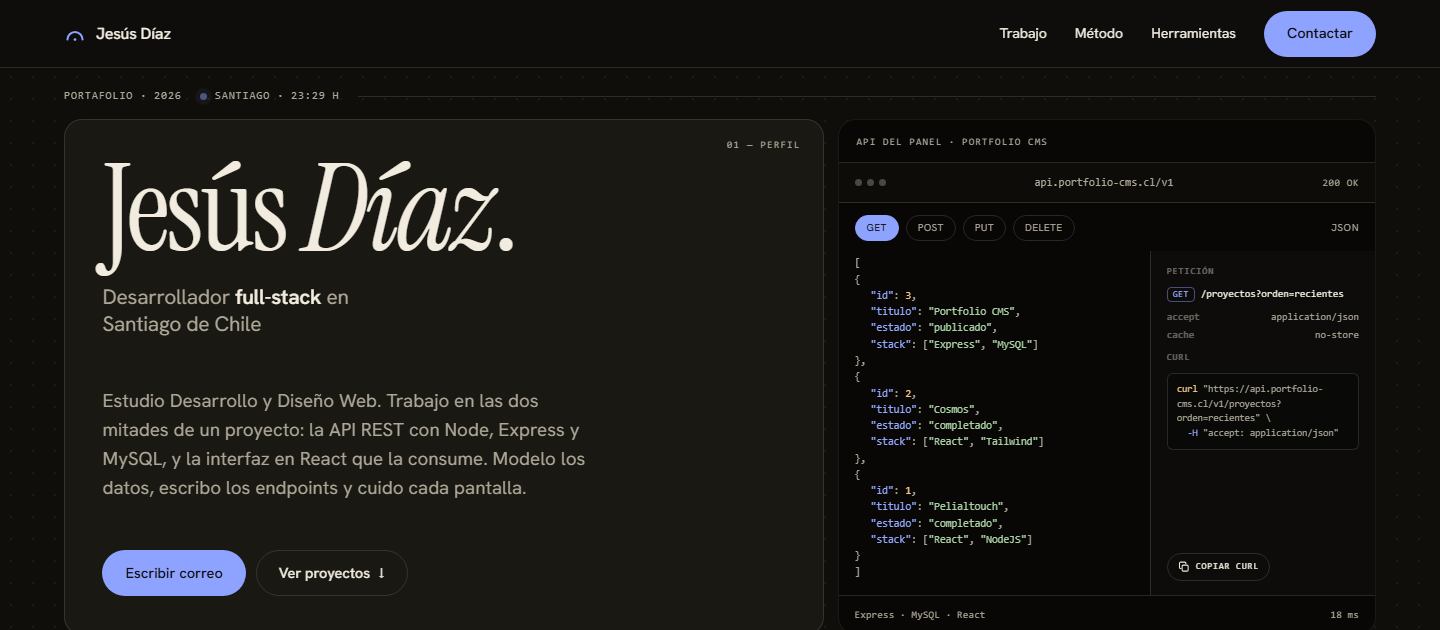 Jesús Díaz
Trabajo
Método
Herramientas
Contactar
PORTAFOLIO · 2026
SANTIAGO · 23:29 H
01 — PERFIL
Jesús Díaz.
Desarrollador full-stack en
Santiago de Chile
Estudio Desarrollo y Diseño Web. Trabajo en las dos
mitades de un proyecto: la API REST con Node, Express y
MySQL, y la interfaz en React que la consume. Modelo los
datos, escribo los endpoints y cuido cada pantalla.
Escribir correo
Ver proyectos ↓
API DEL PANEL · PORTFOLIO CMS
api.portfolio-cms.cl/v1
200 OK
GET
POST
PUT
DELETE
JSON
[
{
"id": 3,
"titulo": "Portfolio CMS",
"estado": "publicado",
"stack": ["Express", "MySQL"]
},
{
"id": 2,
"titulo": "Cosmos",
"estado": "completado",
"stack": ["React", "Tailwind"]
},
{
"id": 1,
"titulo": "Pelialtouch",
"estado": "completado",
"stack": ["React", "NodeJS"]
}
]
PETICIÓN
GET /proyectos?orden=recientes
accept application/json
cache no-store
CURL
curl "https://api.portfolio-
cms.cl/v1/proyectos?
orden=recientes" \
-H "accept: application/json"
COPIAR CURL
Express · MySQL · React
18 ms